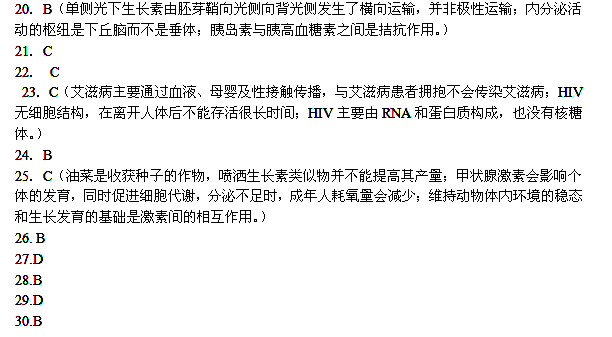 20. B（单侧光下生长素由胚芽鞘向光侧向背光侧发生了横向运输，并非极性运输；内分泌活
动的枢纽是下丘脑而不是垂体；胰岛素与胰高血糖素之间是拮抗作用。）
21. C
22. C
23. C（艾滋病主要通过血液、母婴及性接触传播，与艾滋病患者拥抱不会传染艾滋病；HIV
无细胞结构，在离开人体后不能存活很长时间；HIV 主要由 RNA 和蛋白质构成，也没有核糖
体。）
24. B
25. C（油菜是收获种子的作物，喷洒生长素类似物并不能提高其产量；甲状腺激素会影响个
体的发育，同时促进细胞代谢，分泌不足时，成年人耗氧量会减少；维持动物体内环境的稳态
和生长发育的基础是激素间的相互作用。）
26. B
27.D
28.B
29.D
30.B